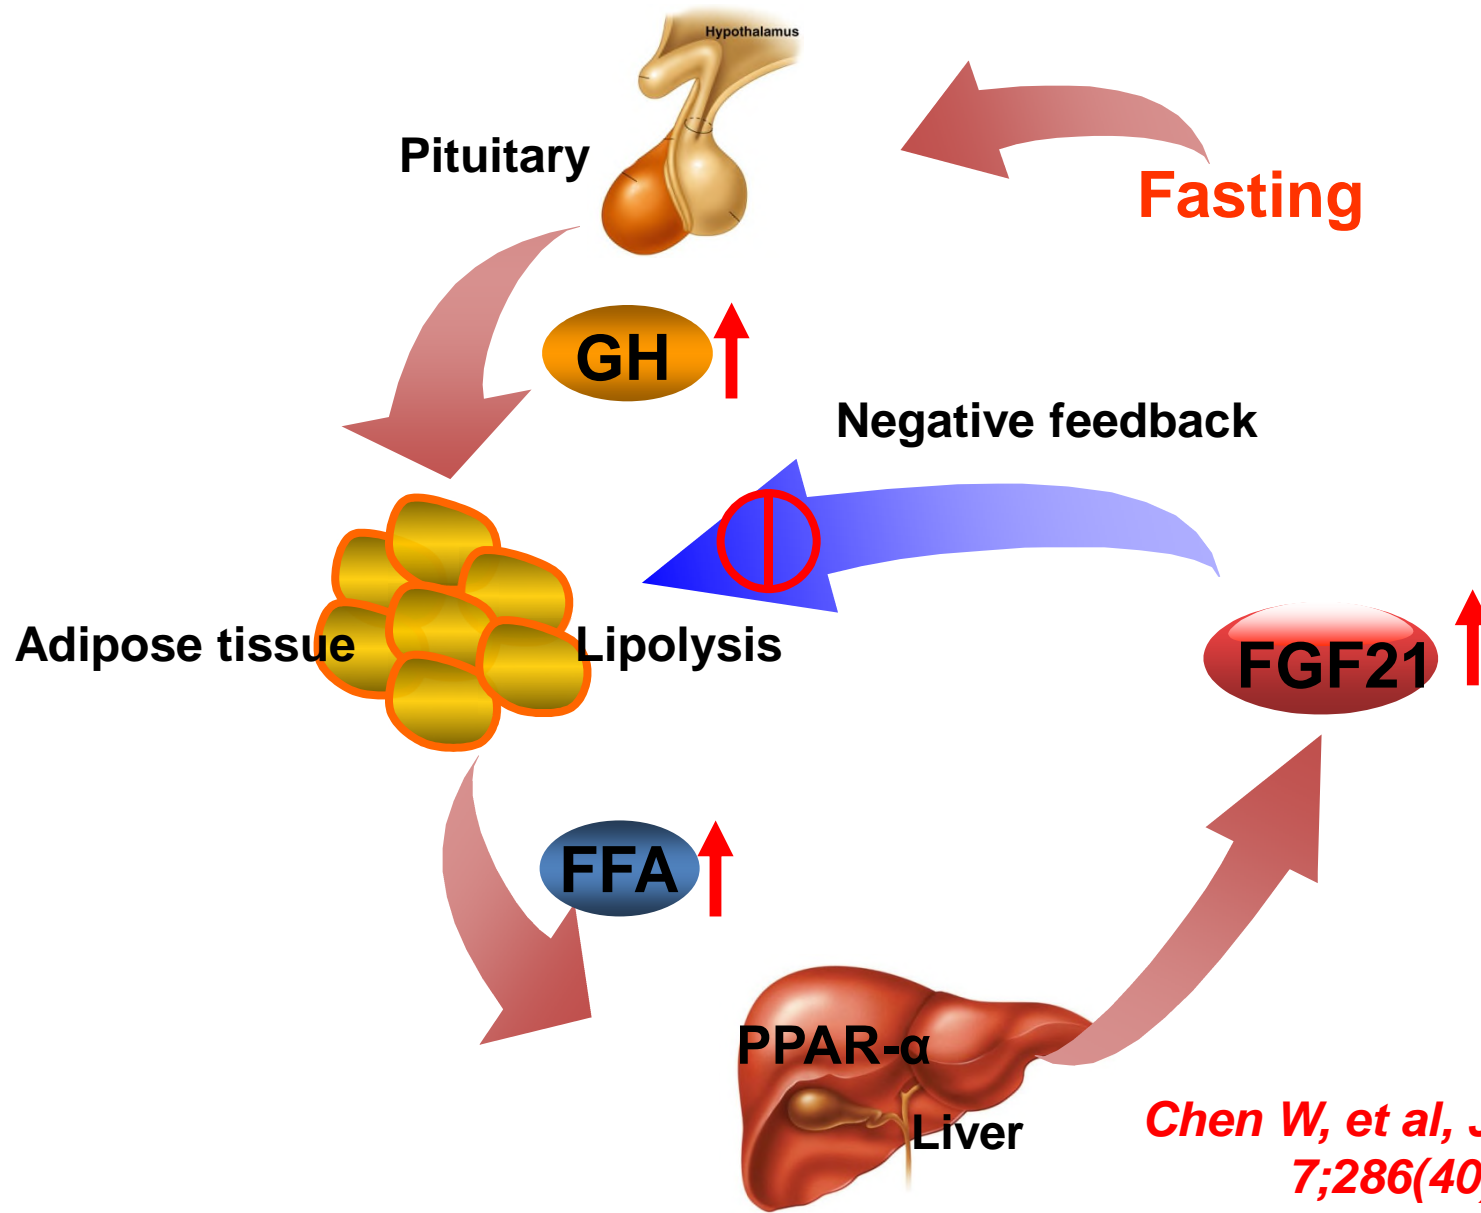 Hypothalamus
Pituitary
Fasting
GH
Negative feedback
Adipose tissue
Lipolysis
FGF21
FFA
PPAR-α
Liver
Chen W, et al,
7;286(40)